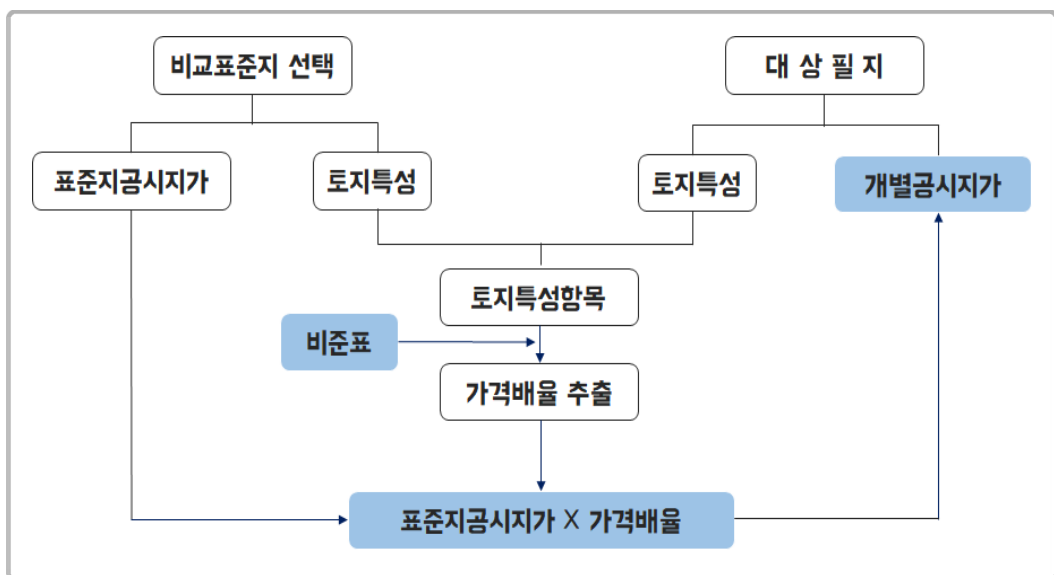 비교표준지 선택
대 상 필 지
표준지공시지가
토지특성
토지특성
개별공시지가
토지특성항목
비준표
가격배율 추출
표준지공시지가 X 가격배율